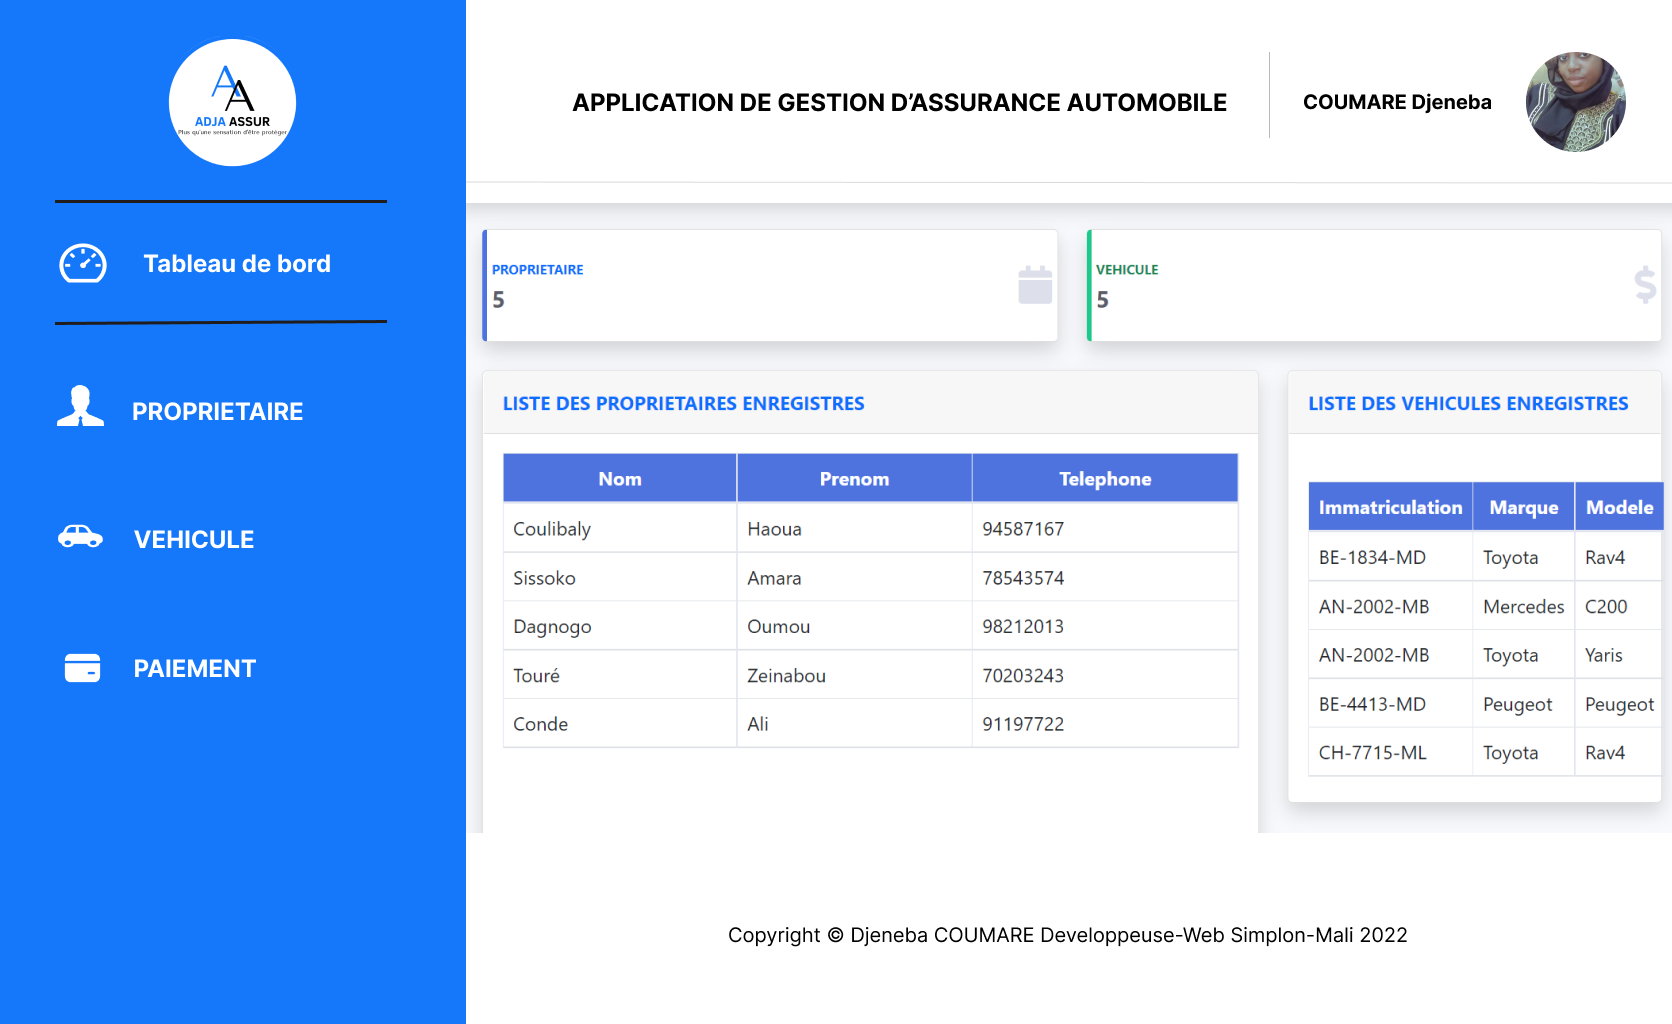 AA
ADJA ASSUR
Plus qu'une sensation d'être protéger
Tableau de bord
PROPRIETAIRE
VEHICULE
PAIEMENT
APPLICATION DE GESTION D'ASSURANCE AUTOMOBILE
COUMARE Djeneba
PROPRIETAIRE
5
VEHICULE
5
$
LISTE DES PROPRIETAIRES ENREGISTRES
Nom Prenom Telephone
Coulibaly Haoua 94587167
Sissoko Amara 78543574
Dagnogo Oumou 98212013
Touré Zeinabou 70203243
Conde Ali 91197722
LISTE DES VEHICULES ENREGISTRES
Immatriculation Marque Modele
BE-1834-MD Toyota Rav4
AN-2002-MB Mercedes C200
AN-2002-MB Toyota Yaris
BE-4413-MD Peugeot Peugeot
CH-7715-ML Toyota Rav4
Copyright © Djeneba COUMARE Developpeuse-Web Simplon-Mali 2022